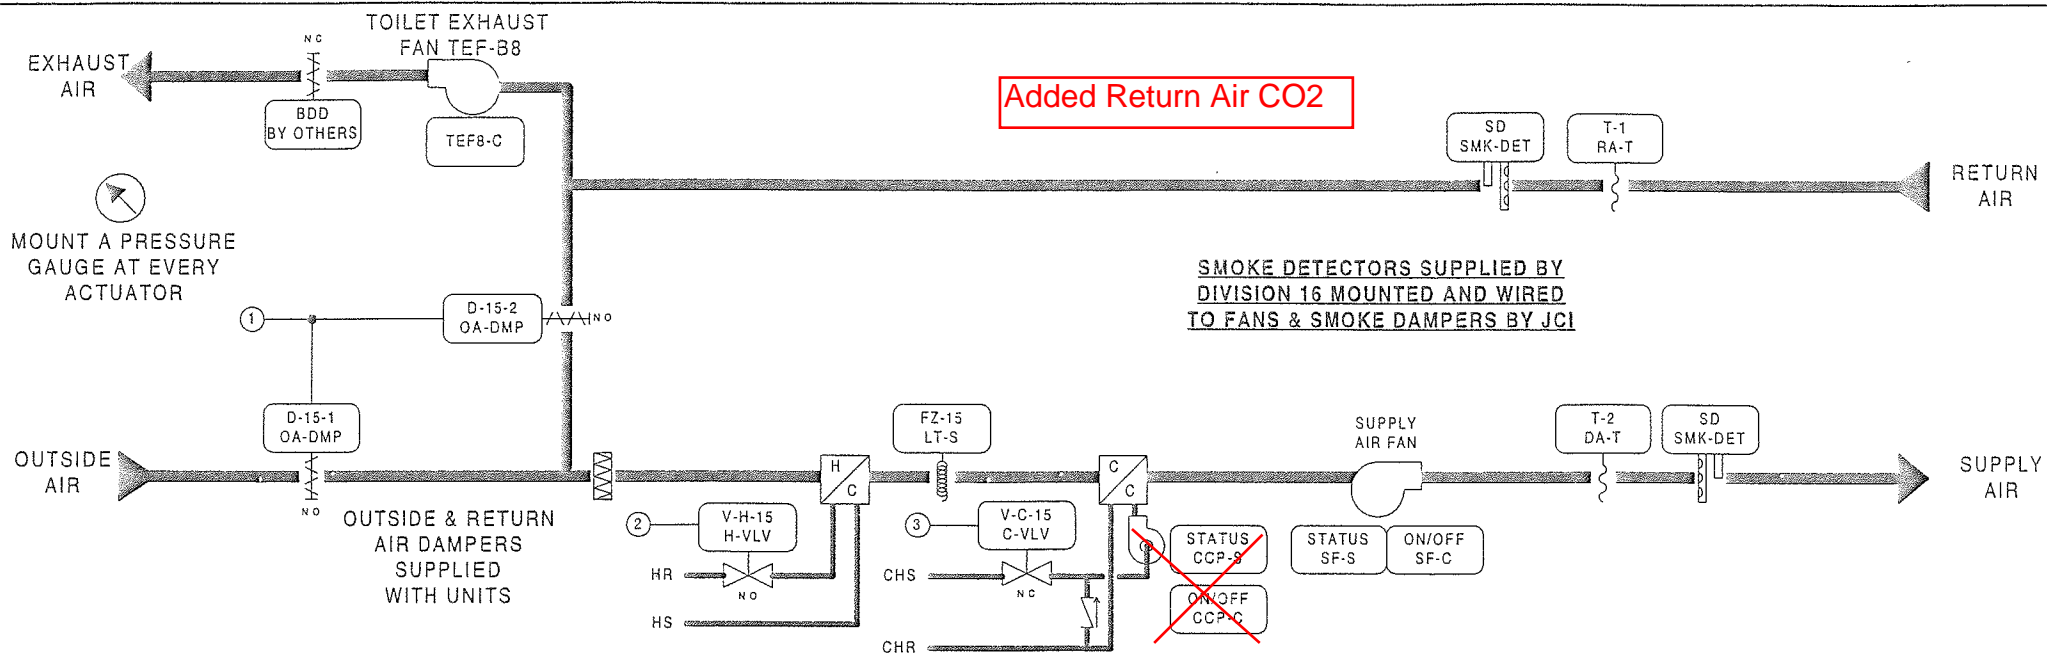 TOILET EXHAUST
FAN TEF-B8
NC
EXHAUST
AIR
BDD
BY OTHERS
TEF8-C
Added Return Air CO2
SD
SMK-DET
T-1
RA-T
RETURN
AIR
MOUNT A PRESSURE
GAUGE AT EVERY
ACTUATOR
SMOKE DETECTORS SUPPLIED BY
DIVISION 16 MOUNTED AND WIRED
TO FANS & SMOKE DAMPERS BY JCI
1
D-15-2
OA-DMP
NO
D-15-1
OA-DMP
FZ-15
LT-S
SUPPLY
AIR FAN
T-2
DA-T
SD
SMK-DET
OUTSIDE
AIR
NO
H
C
C
C
SUPPLY
AIR
OUTSIDE & RETURN
AIR DAMPERS
SUPPLIED
WITH UNITS
2
V-H-15
H-VLV
3
V-C-15
C-VLV
STATUS
CCP-S
STATUS
SF-S
ON/OFF
SF-C
HR
NO
CHS
NC
ON/OFF
CCP-C
HS
CHR